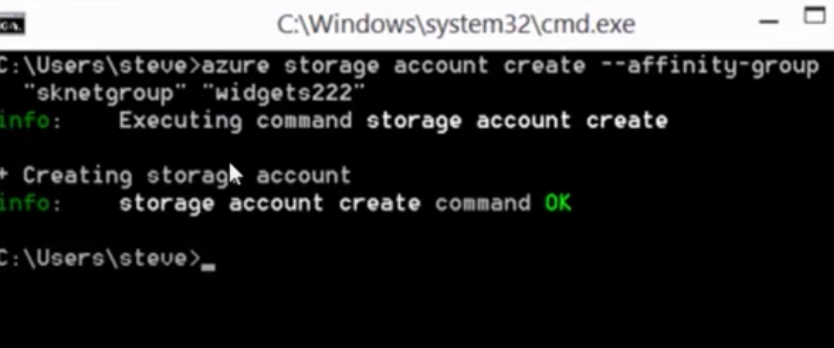 C:\Windows\system32\cmd.exe
C:\Users\steve>azure storage account create --affinity-group
"sknetgroup" "widgets222"
info: Executing command storage account create
+ Creating storage account
info: storage account create command OK
C:\Users\steve>_